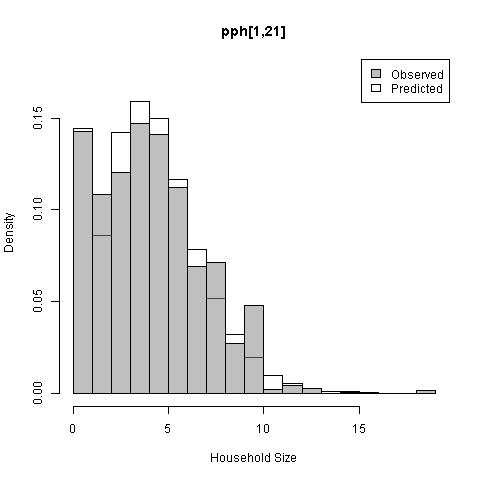 pph[1,21]
Observed
Predicted
Density
0.15
0.10
0.05
0.00
0 5 10 15
Household Size